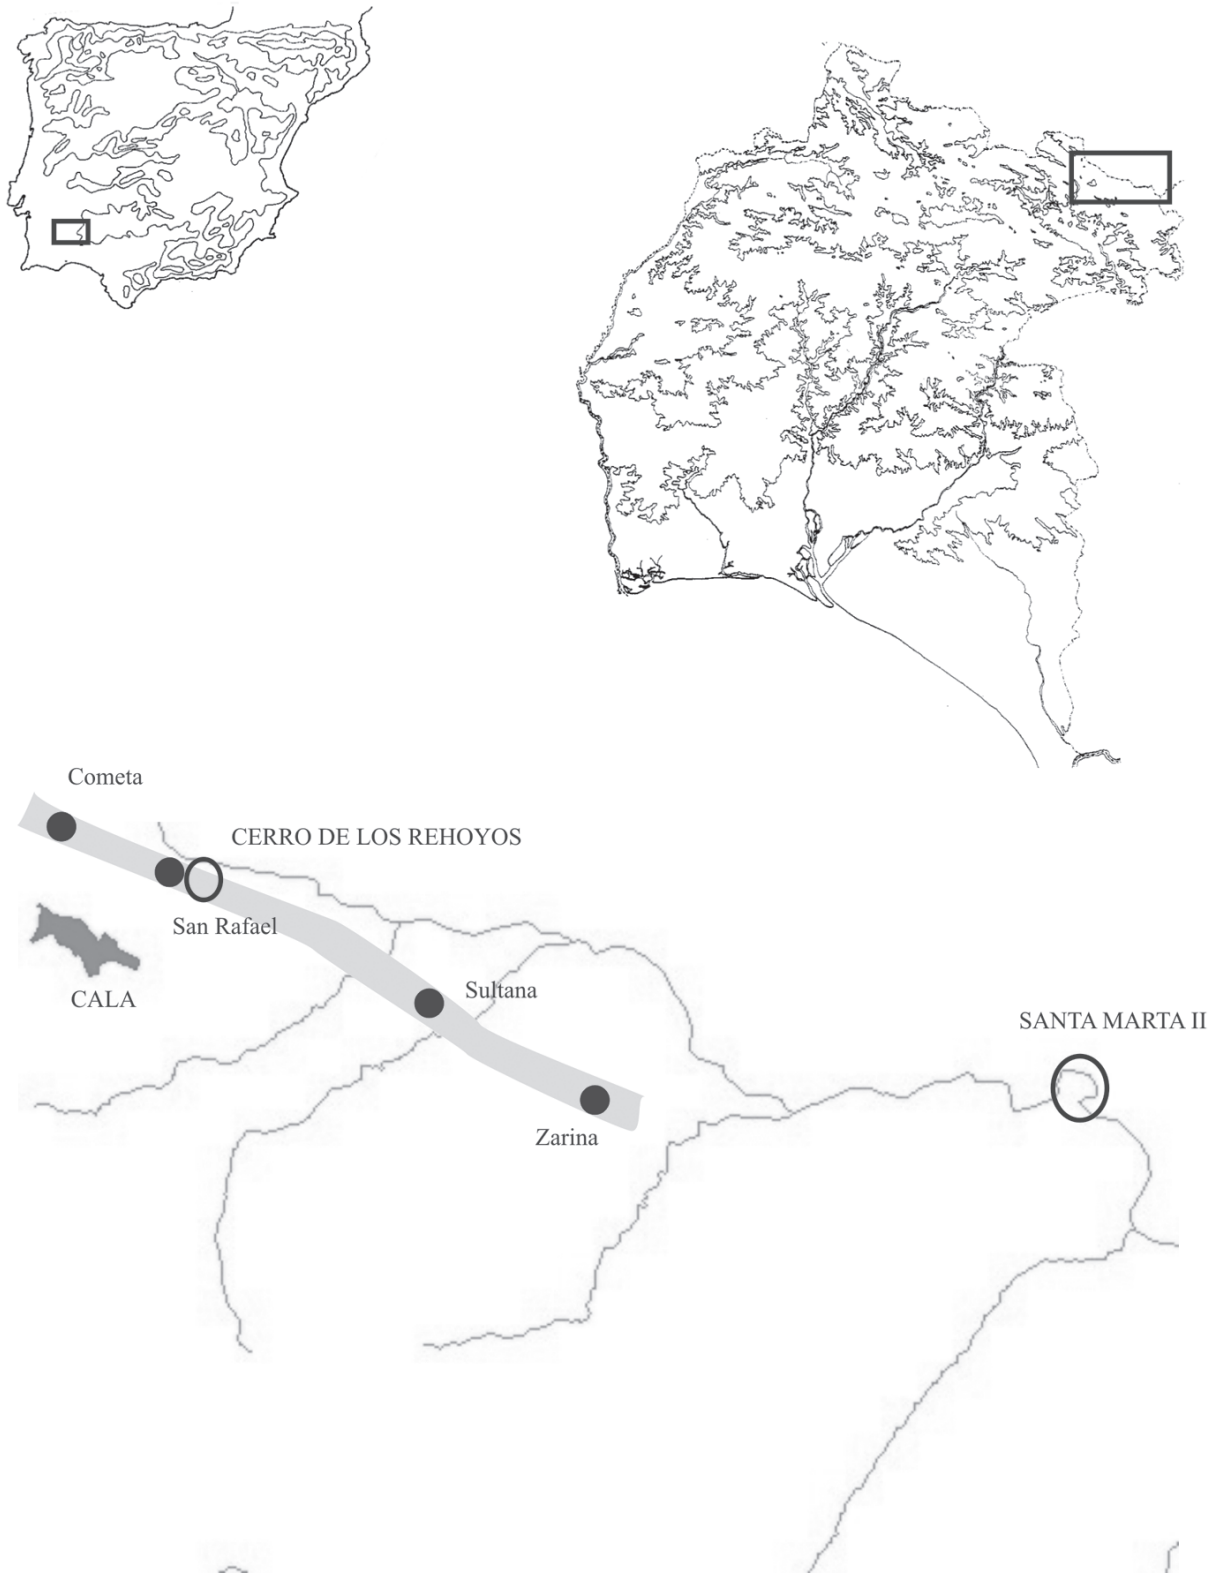 Cometa
CERRO DE LOS REHOYOS
San Rafael
CALA
Sultana
SANTA MARTA II
Zarina